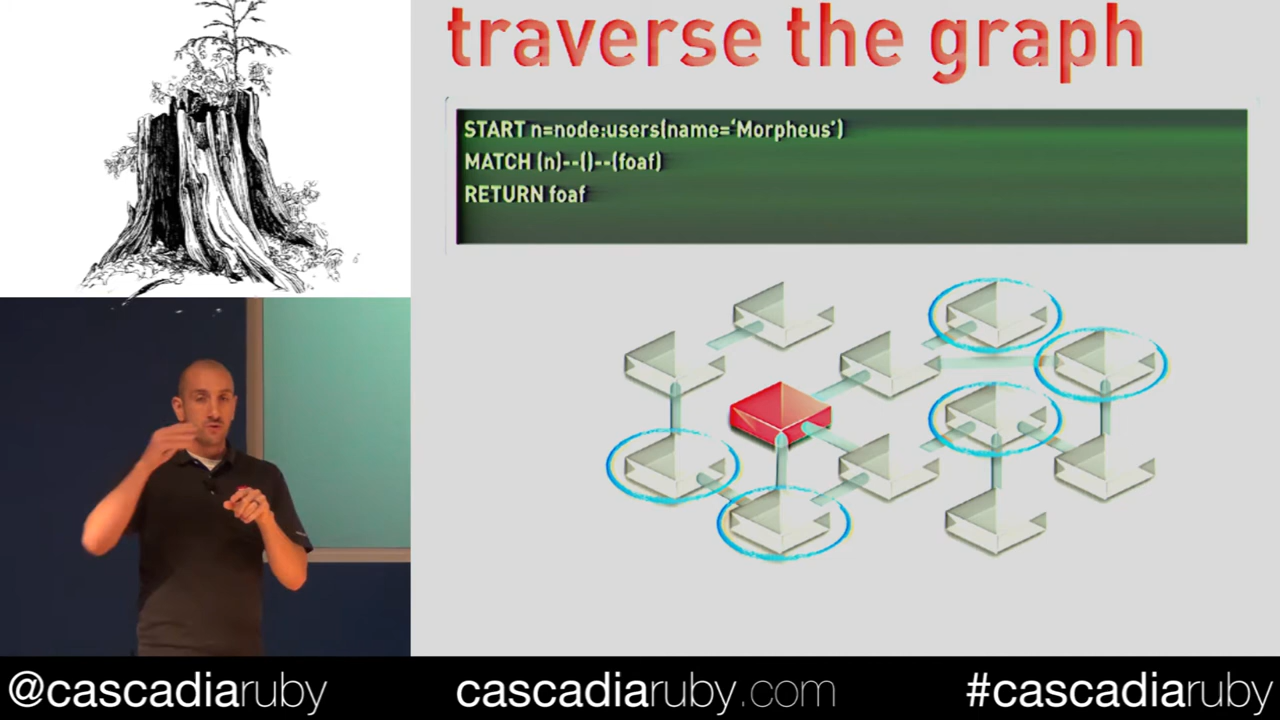 traverse the graph
START n=node:users(name=‘Morpheus’)
MATCH (n)--()--(foaf)
RETURN foaf
@cascadiaruby
cascadiaruby.com
#cascadiaruby